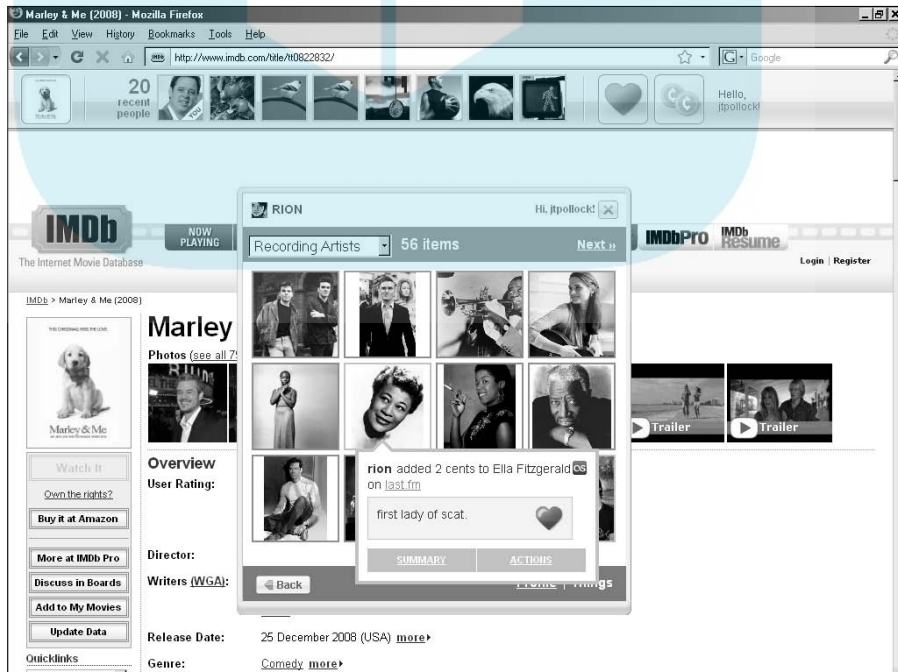 Marley & Me (2008) - Mozilla Firefox
File Edit View History Bookmarks Tools Help
http://www.imdb.com/title/tt0822832/
G Google
20
recent
people
YOU
Hello,
jtpollock!
RION
Hi, jtpollock!
Recording Artists
56 items
Next »
IMDb
The Internet Movie Database
NOW
PLAYING
IMDbPro
IMDb
Resume
Login | Register
IMDb > Marley & Me (2008)
Marley
Photos (see all 79
Marley & Me
Trailer
Trailer
Watch It
Own the rights?
Buy it at Amazon
More at IMDb Pro
Discuss in Boards
Add to My Movies
Update Data
Quicklinks
Overview
User Rating:
Director:
Writers (WGA):
Release Date: 25 December 2008 (USA) more
Genre: Comedy more
rion added 2 cents to Ella Fitzgerald
on last.fm
first lady of scat.
SUMMARY ACTIONS
Back
Profile | Things